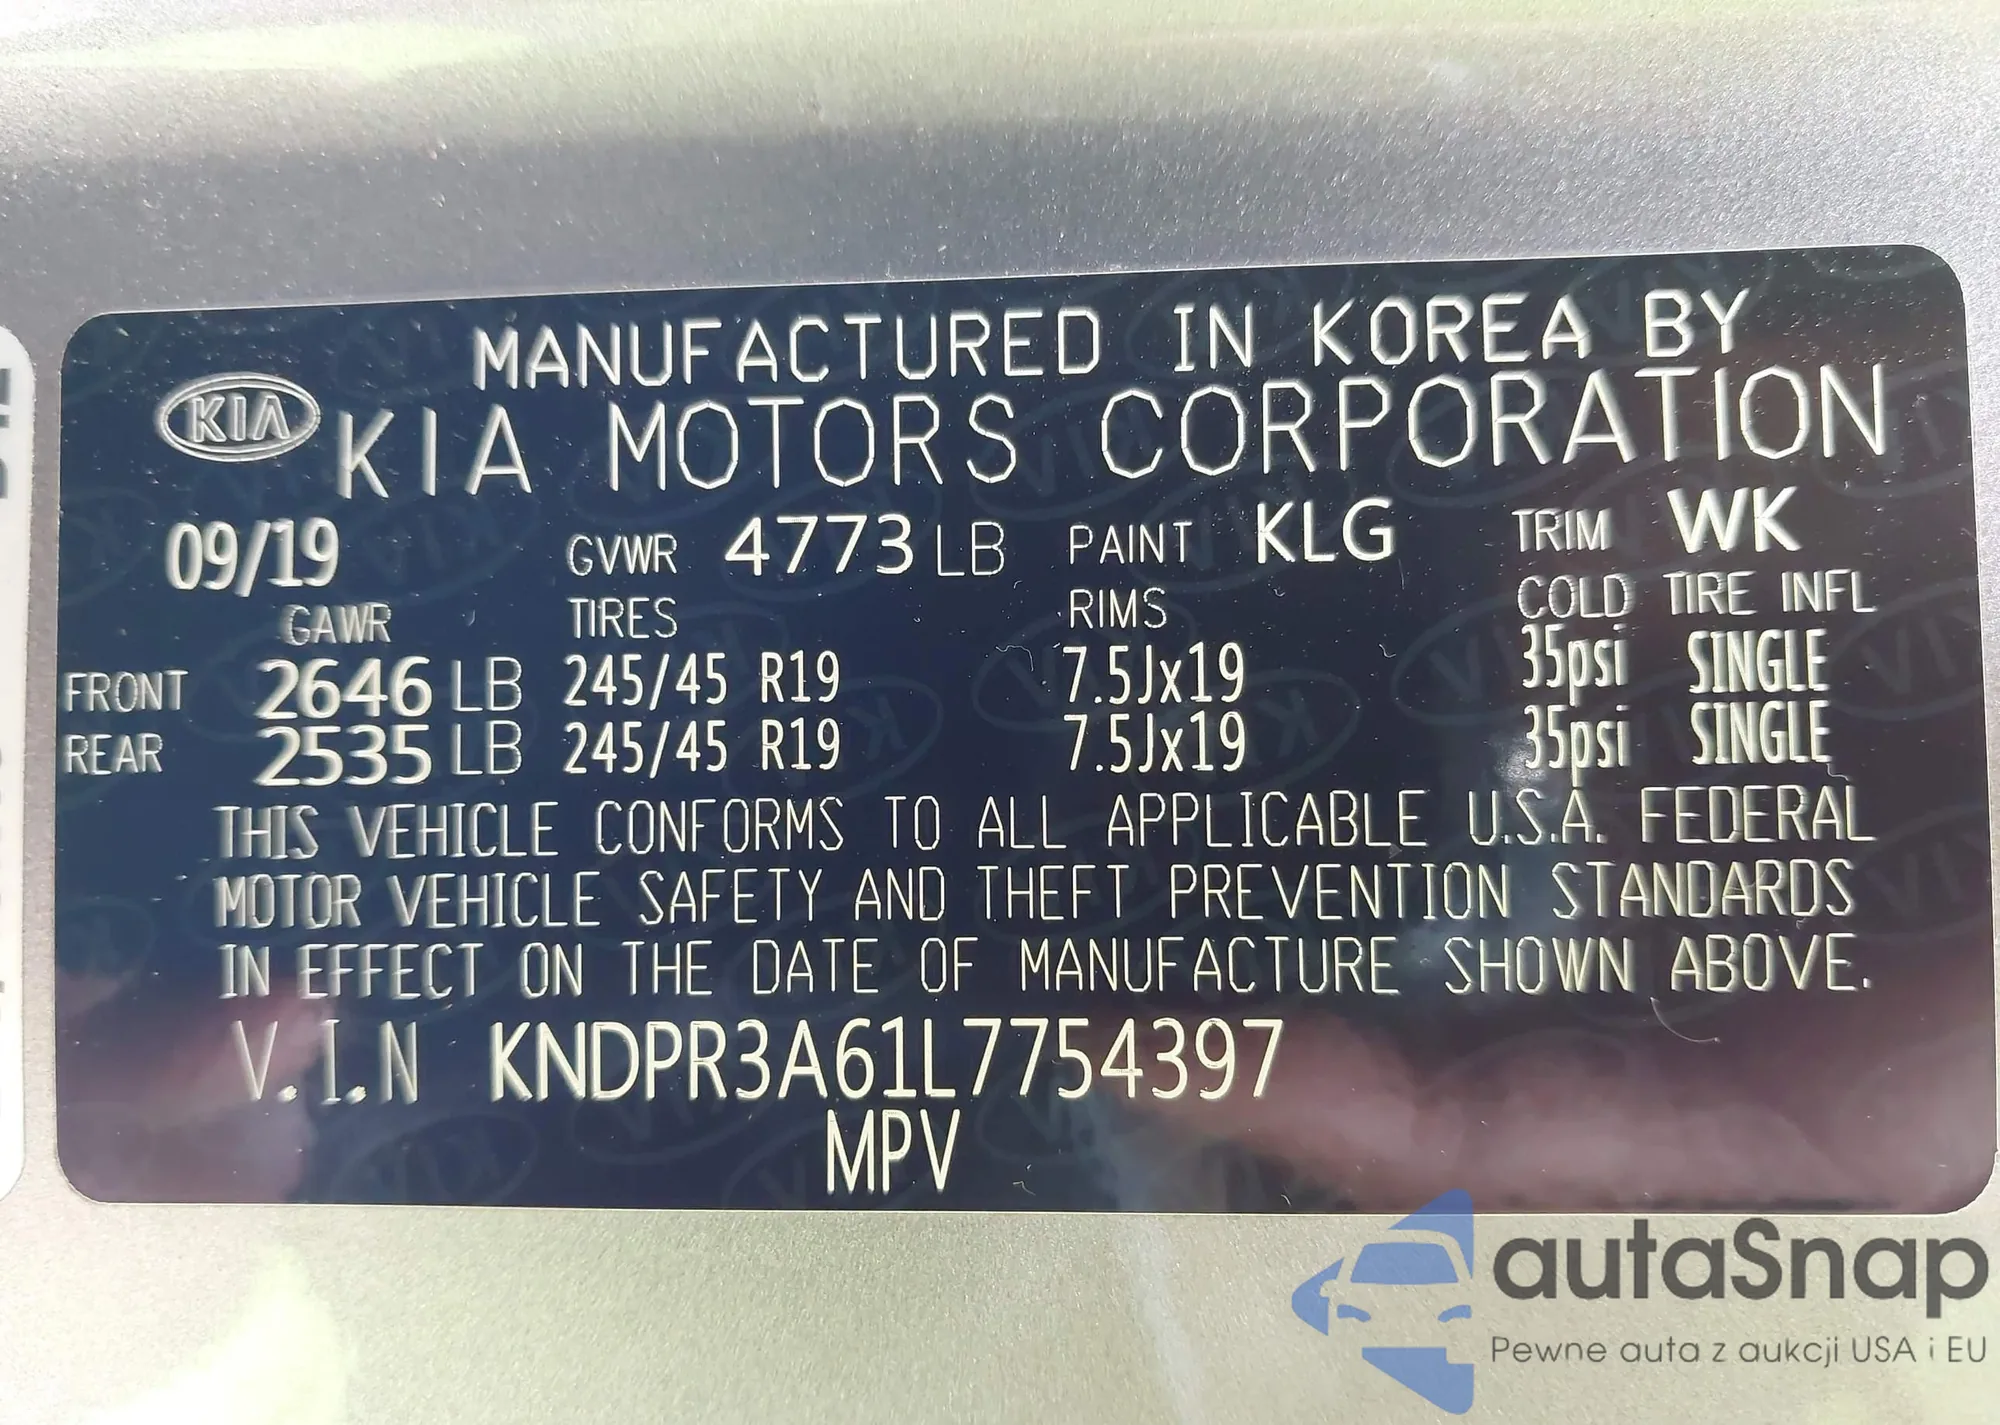 MANUFACTURED IN KOREA BY
KIA KIA MOTORS CORPORATION
09/19 GVWR 4773 LB PAINT KLG TRIM WK
GAWR TIRES RIMS COLD TIRE INFL
FRONT 2646 LB 245/45 R19 7.5Jx19 35psi SINGLE
REAR 2535 LB 245/45 R19 7.5Jx19 35psi SINGLE
THIS VEHICLE CONFORMS TO ALL APPLICABLE U.S.A. FEDERAL
MOTOR VEHICLE SAFETY AND THEFT PREVENTION STANDARDS
IN EFFECT ON THE DATE OF MANUFACTURE SHOWN ABOVE.
V.I.N KNDPR3A61L7754397
MPV
autaSnap
Pewne auta z aukcji USA i EU